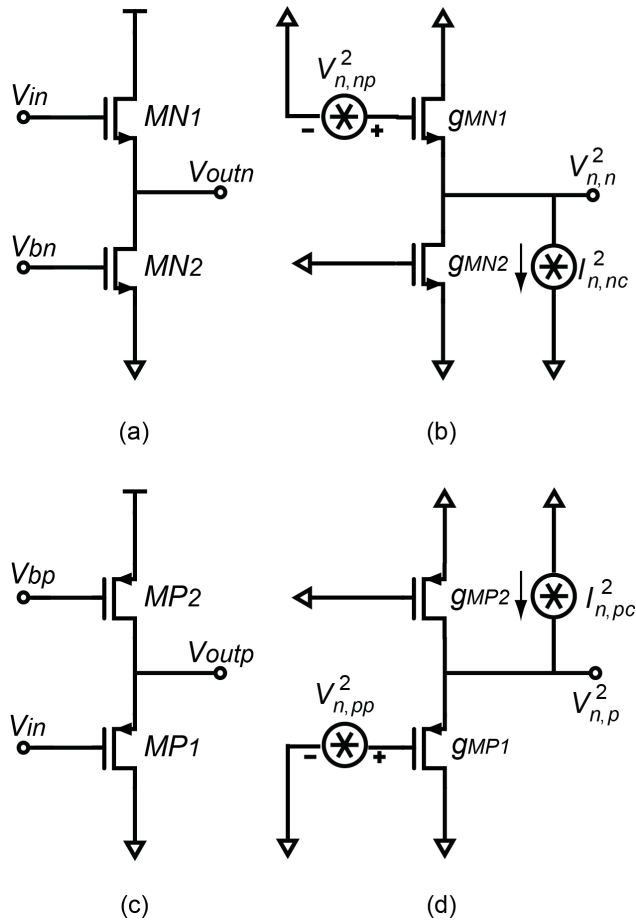 Vin
MN1
Voutn
Vbn
MN2
(a)
V²n,np
- +
gMN1
V²n,n
gMN2
I²n,nc
(b)
Vbp
MP2
Voutp
Vin
MP1
(c)
gMP2
I²n,pc
V²n,p
V²n,pp
- +
gMP1
(d)